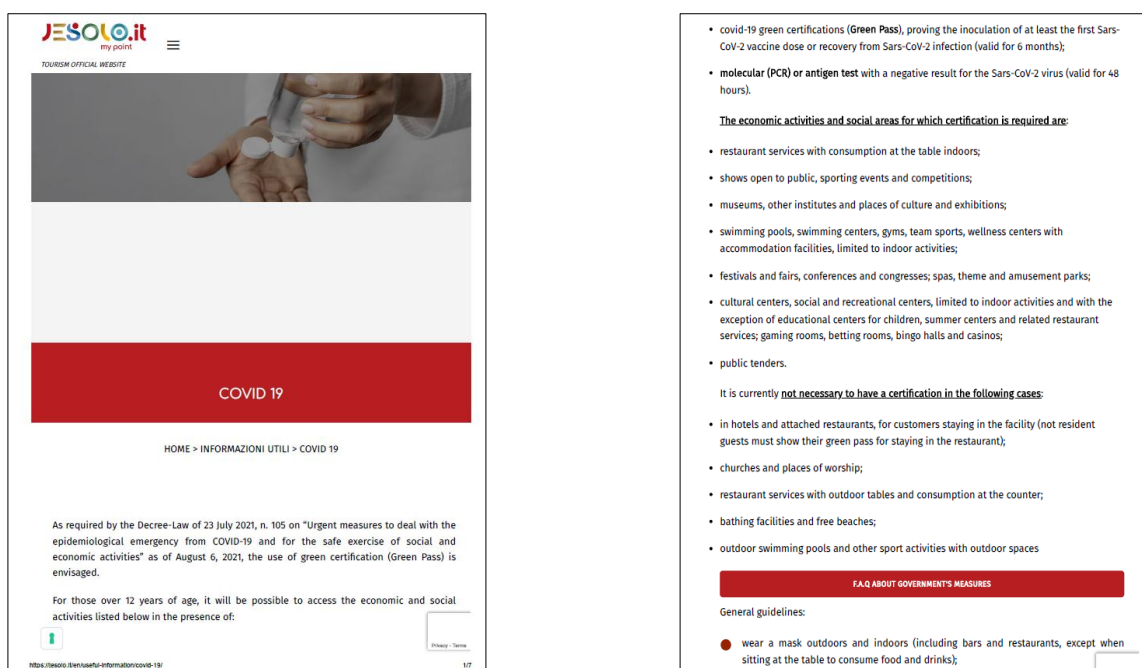 JESOLO.it
my point
TOURISM OFFICIAL WEBSITE
COVID 19
HOME > INFORMAZIONI UTILI > COVID 19
As required by the Decree-Law of 23 July 2021, n. 105 on “Urgent measures to deal with the
epidemiological emergency from COVID-19 and for the safe exercise of social and
economic activities” as of August 6, 2021, the use of green certification (Green Pass) is
envisaged.
For those over 12 years of age, it will be possible to access the economic and social
activities listed below in the presence of:
Privacy - Terms
https://jesolo.it/en/useful-information/covid-19/
1/7
• covid-19 green certifications (Green Pass), proving the inoculation of at least the first Sars-
CoV-2 vaccine dose or recovery from Sars-CoV-2 infection (valid for 6 months);
• molecular (PCR) or antigen test with a negative result for the Sars-CoV-2 virus (valid for 48
hours).
The economic activities and social areas for which certification is required are:
• restaurant services with consumption at the table indoors;
• shows open to public, sporting events and competitions;
• museums, other institutes and places of culture and exhibitions;
• swimming pools, swimming centers, gyms, team sports, wellness centers with
accommodation facilities, limited to indoor activities;
• festivals and fairs, conferences and congresses; spas, theme and amusement parks;
• cultural centers, social and recreational centers, limited to indoor activities and with the
exception of educational centers for children, summer centers and related restaurant
services; gaming rooms, betting rooms, bingo halls and casinos;
• public tenders.
It is currently not necessary to have a certification in the following cases:
• in hotels and attached restaurants, for customers staying in the facility (not resident
guests must show their green pass for staying in the restaurant);
• churches and places of worship;
• restaurant services with outdoor tables and consumption at the counter;
• bathing facilities and free beaches;
• outdoor swimming pools and other sport activities with outdoor spaces
F.A.Q ABOUT GOVERNMENT'S MEASURES
General guidelines:
wear a mask outdoors and indoors (including bars and restaurants, except when
sitting at the table to consume food and drinks);